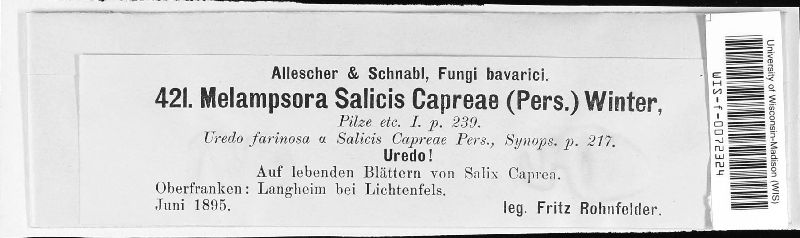 Allescher & Schnabl, Fungi bavarici.
421. Melampsora Salicis Capreae (Pers.) Winter,
Pilze etc. I. p. 239.
Uredo farinosa α Salicis Capreae Pers., Synops. p. 217.
Uredo!
Auf lebenden Blättern von Salix Caprea.
Oberfranken: Langheim bei Lichtenfels.
Juni 1895.
leg. Fritz Rohnfelder.
University of Wisconsin-Madison (WIS)
WIS-f-0072324